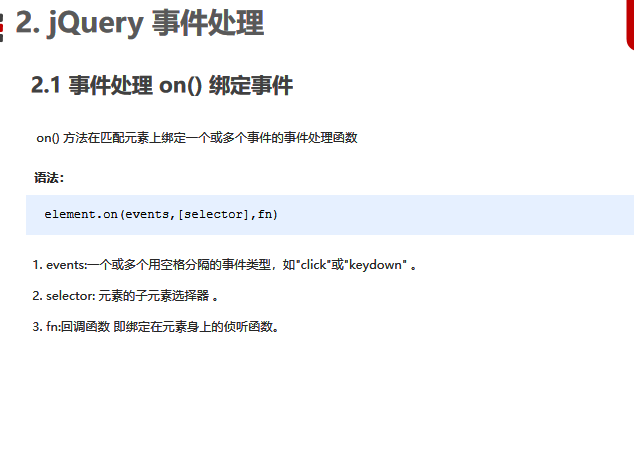 2. jQuery 事件处理
2.1 事件处理 on() 绑定事件
on() 方法在匹配元素上绑定一个或多个事件的事件处理函数
语法：
element.on(events,[selector],fn)
1. events:一个或多个用空格分隔的事件类型，如"click"或"keydown" 。
2. selector: 元素的子元素选择器 。
3. fn:回调函数 即绑定在元素身上的侦听函数。